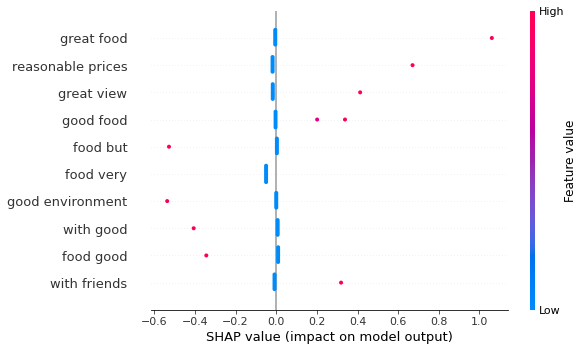 High
great food
reasonable prices
great view
good food
food but
food very
good environment
with good
food good
with friends
Low
Feature value
−0.6 −0.4 −0.2 0.0 0.2 0.4 0.6 0.8 1.0
SHAP value (impact on model output)